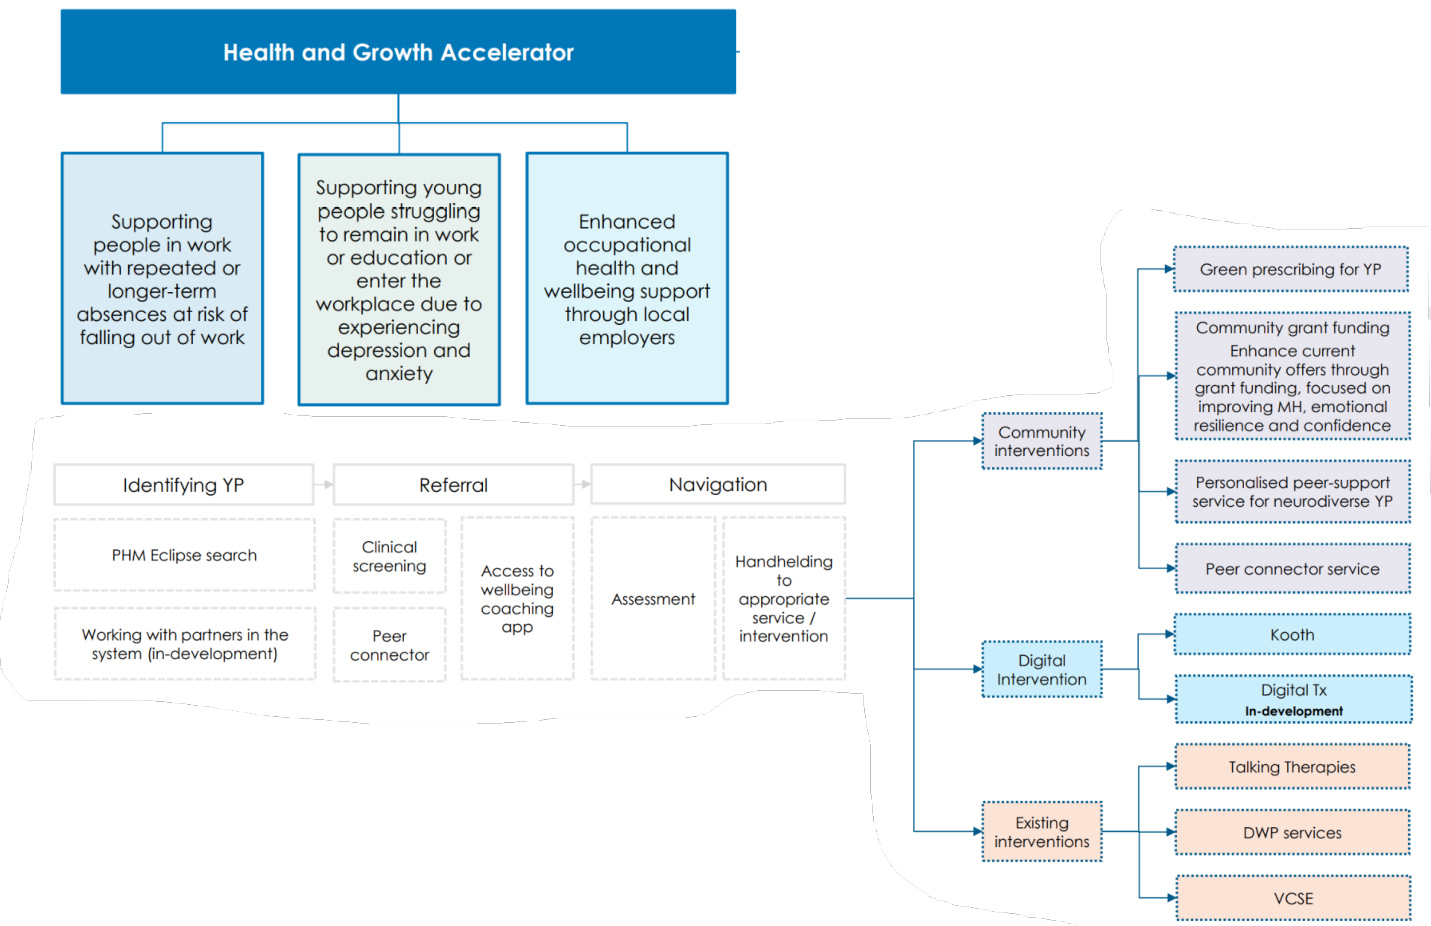 Health and Growth Accelerator
Supporting
people in work
with repeated or
longer-term
absences at risk of
falling out of work
Supporting young
people struggling
to remain in work
or education or
enter the
workplace due to
experiencing
depression and
anxiety
Enhanced
occupational
health and
wellbeing support
through local
employers
Identifying YP
Referral
Navigation
PHM Eclipse search
Working with partners in the
system (in-development)
Clinical
screening
Peer
connector
Access to
wellbeing
coaching
app
Assessment
Handhelding
to
appropriate
service /
intervention
Community
interventions
Green prescribing for YP
Community grant funding
Enhance current
community offers through
grant funding, focused on
improving MH, emotional
resilience and confidence
Personalised peer-support
service for neurodiverse YP
Peer connector service
Digital
Intervention
Kooth
Digital Tx
In-development
Existing
interventions
Talking Therapies
DWP services
VCSE